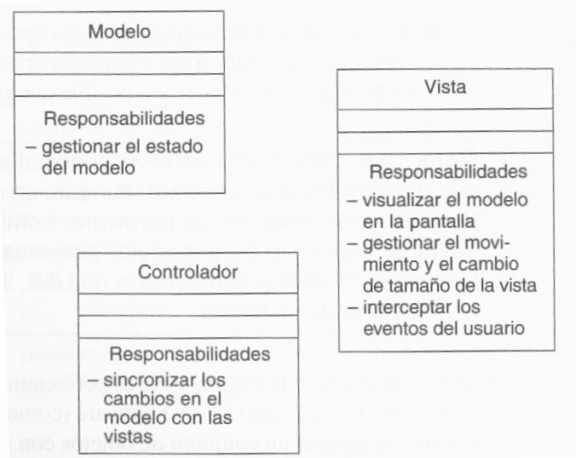 Modelo
Responsabilidades
– gestionar el estado
del modelo
Vista
Responsabilidades
– visualizar el modelo
en la pantalla
– gestionar el movi-
mieno y el cambio
de tamaño de la vista
– interceptar los
eventos del usuario
Controlador
Responsabilidades
– sincronizar los
cambios en el
modelo con las
vistas